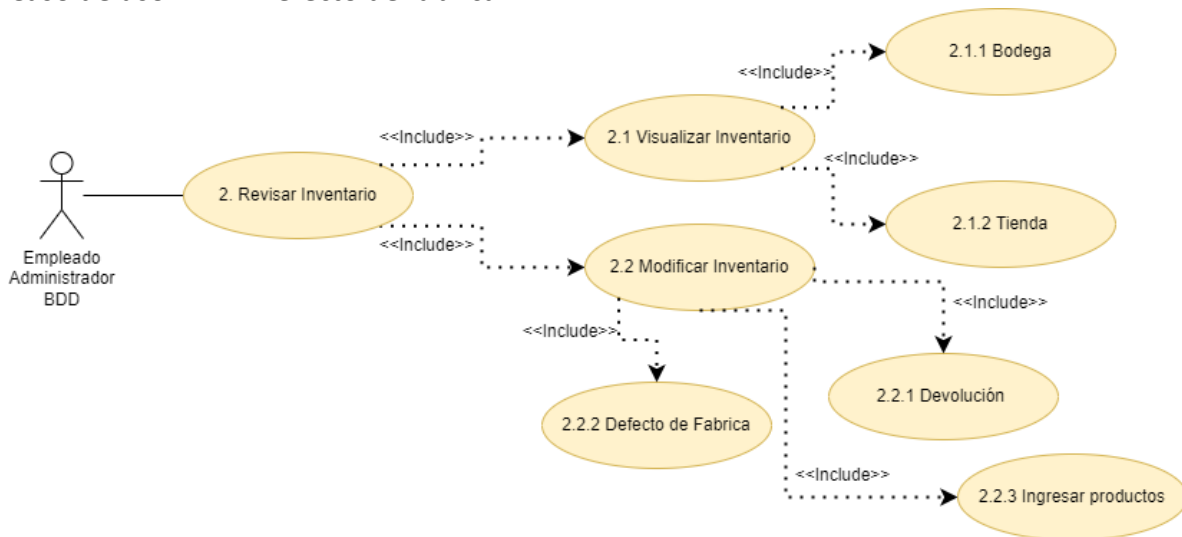 2.1.1 Bodega
<<Include>>
<<Include>>
2.1 Visualizar Inventario
<<Include>>
2. Revisar Inventario
2.1.2 Tienda
<<Include>>
Empleado
Administrador
BDD
2.2 Modificar Inventario
<<Include>>
<<Include>>
2.2.1 Devolución
2.2.2 Defecto de Fabrica
<<Include>>
2.2.3 Ingresar productos